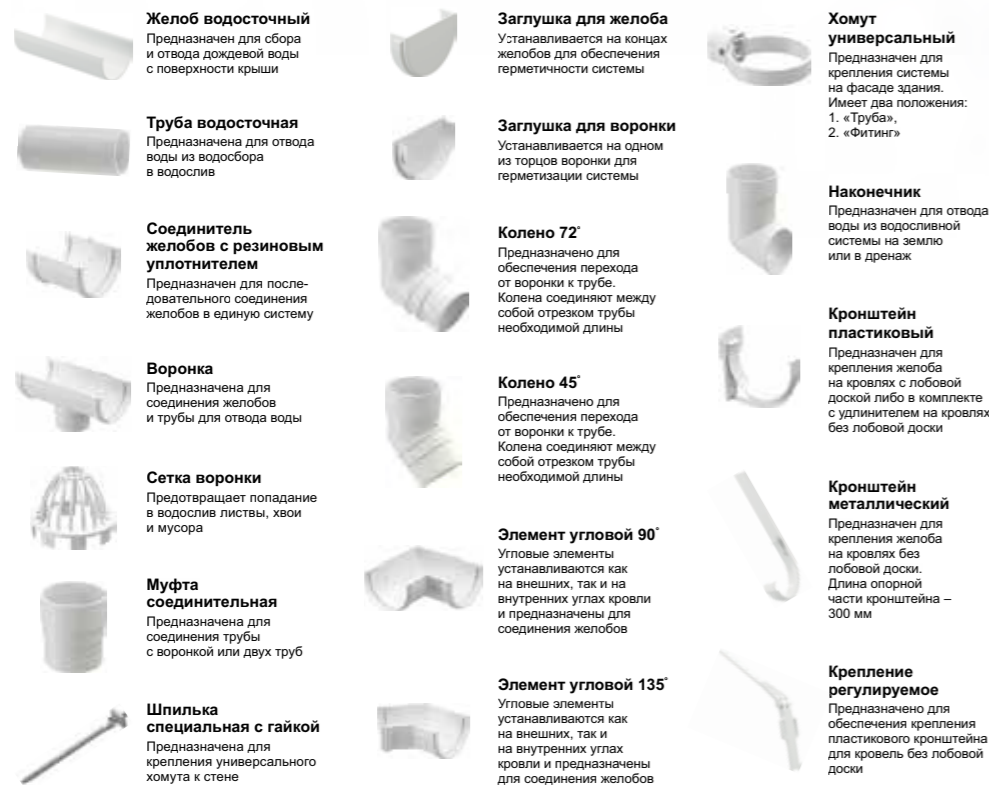 Желоб водосточный
Предназначен для сбора
и отвода дождевой воды
с поверхности крыши
Труба водосточная
Предназначена для отвода
воды из водосбора
в водослив
Соединитель
желобов с резиновым
уплотнителем
Предназначен для после-
довательного соединения
желобов в единую систему
Воронка
Предназначена для
соединения желобов
и трубы для отвода воды
Сетка воронки
Предотвращает попадание
в водослив листвы, хвои
и мусора
Муфта
соединительная
Предназначена для
соединения трубы
с воронкой или двух труб
Шпилька
специальная с гайкой
Предназначена для
крепления универсального
хомута к стене
Заглушка для желоба
Устанавливается на концах
желобов для обеспечения
герметичности системы
Заглушка для воронки
Устанавливается на одном
из торцов воронки для
герметизации системы
Колено 72°
Предназначено для
обеспечения перехода
от воронки к трубе.
Колена соединяют между
собой отрезком трубы
необходимой длины
Колено 45°
Предназначено для
обеспечения перехода
от воронки к трубе.
Колена соединяют между
собой отрезком трубы
необходимой длины
Элемент угловой 90°
Угловые элементы
устанавливаются как
на внешних, так и на
внутренних углах кровли
и предназначены для
соединения желобов
Элемент угловой 135°
Угловые элементы
устанавливаются как
на внешних, так и
на внутренних углах
кровли и предназначены
для соединения желобов
Хомут
универсальный
Предназначен для
крепления системы
на фасаде здания.
Имеет два положения:
1. «Труба»,
2. «Фитинг»
Наконечник
Предназначен для отвода
воды из водосливной
системы на землю
или в дренаж
Кронштейн
пластиковый
Предназначен для
крепления желоба
на кровлях с лобовой
доской либо в комплекте
с удлинителем на кровлях
без лобовой доски
Кронштейн
металлический
Предназначен для
крепления желоба
на кровлях без
лобовой доски.
Длина опорной
части кронштейна –
300 мм
Крепление
регулируемое
Предназначено для
обеспечения крепления
пластикового кронштейна
для кровель без лобовой
доски